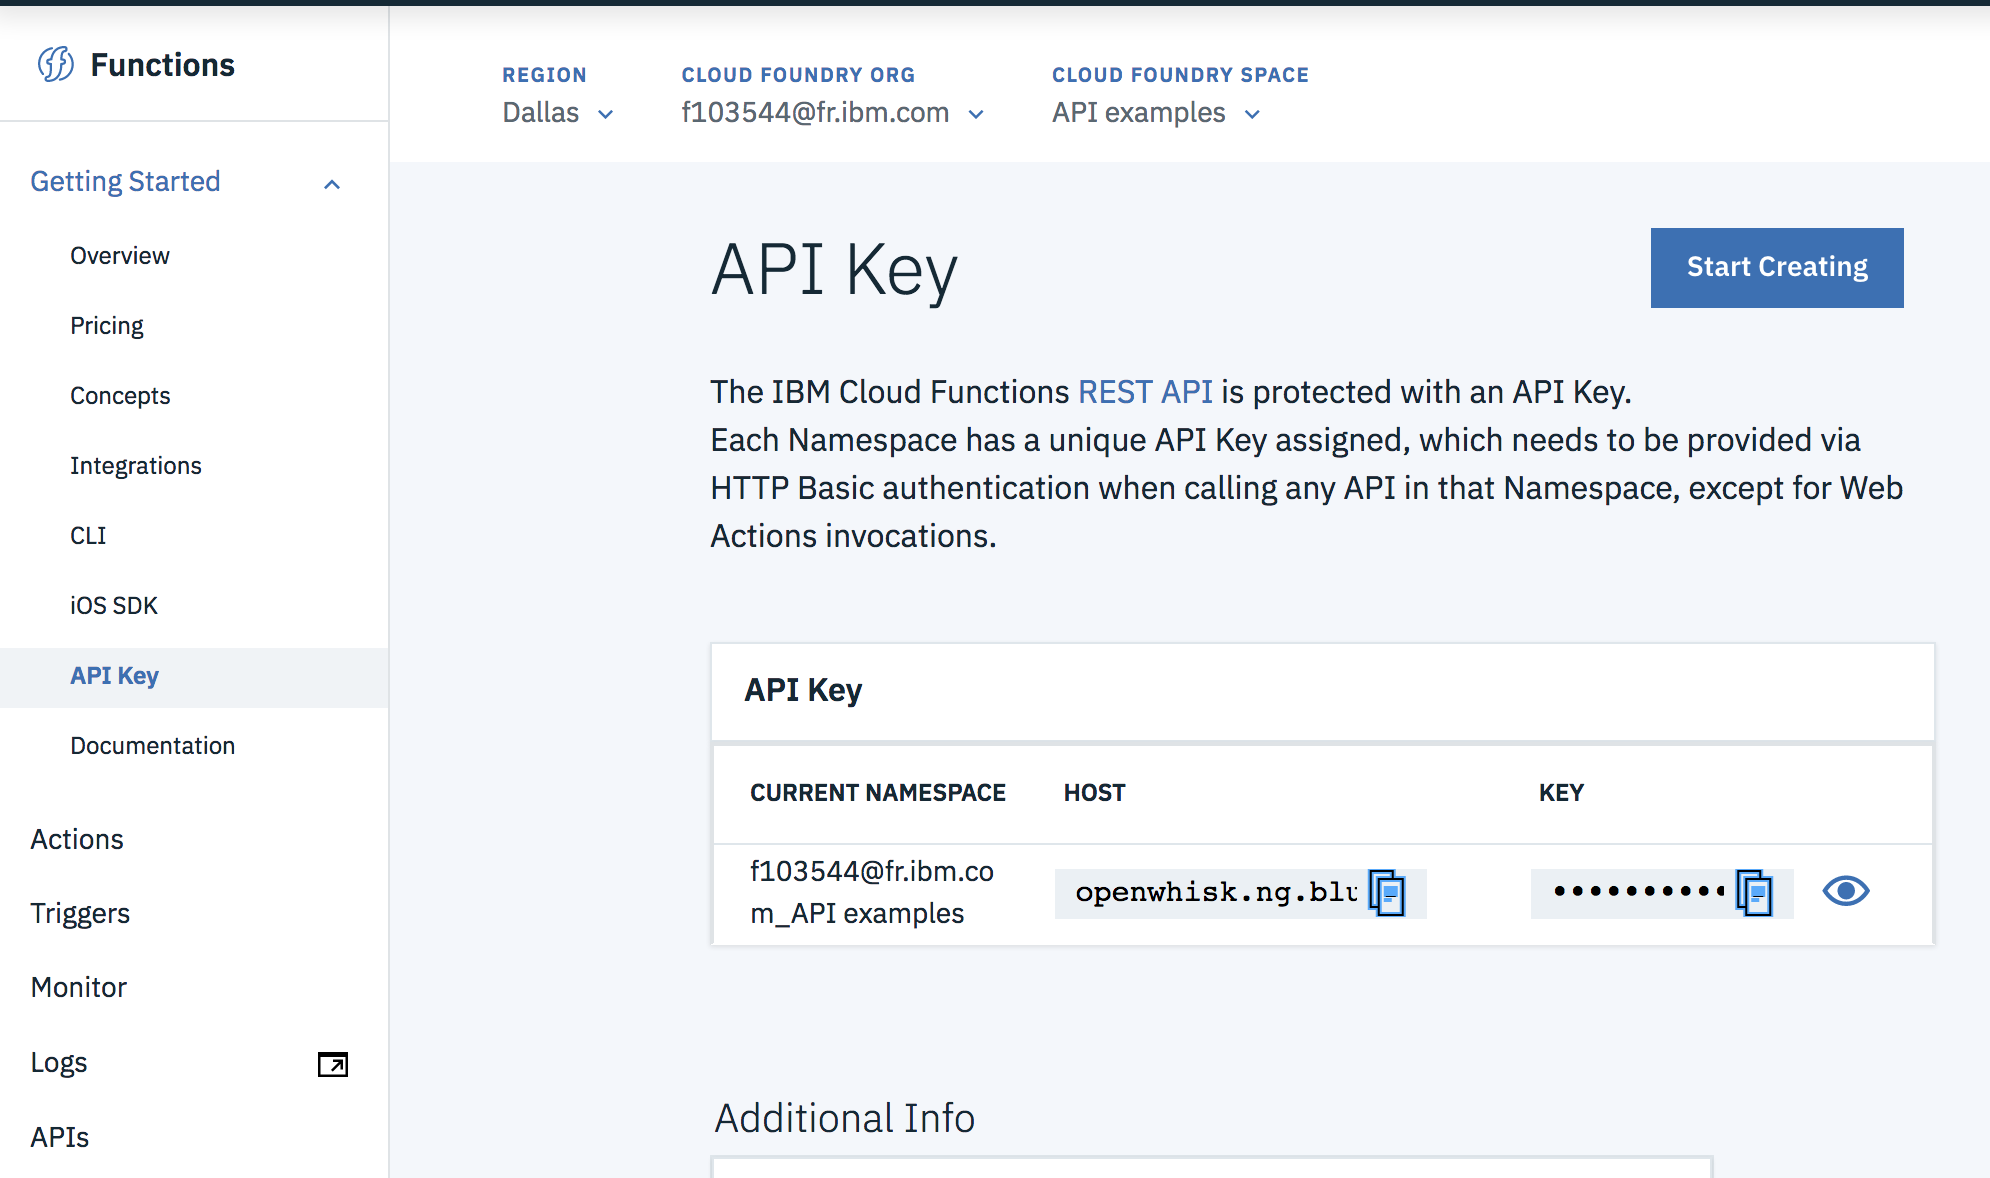 Functions
REGION
Dallas
CLOUD FOUNDRY ORG
f103544@fr.ibm.com
CLOUD FOUNDRY SPACE
API examples
Getting Started
Overview
Pricing
Concepts
Integrations
CLI
iOS SDK
API Key
Documentation
Actions
Triggers
Monitor
Logs
APIs
API Key
Start Creating
The IBM Cloud Functions REST API is protected with an API Key.
Each Namespace has a unique API Key assigned, which needs to be provided via
HTTP Basic authentication when calling any API in that Namespace, except for Web
Actions invocations.
API Key
CURRENT NAMESPACE HOST KEY
f103544@fr.ibm.co
m_API examples
openwhisk.ng.blu
••••••••••
Additional Info